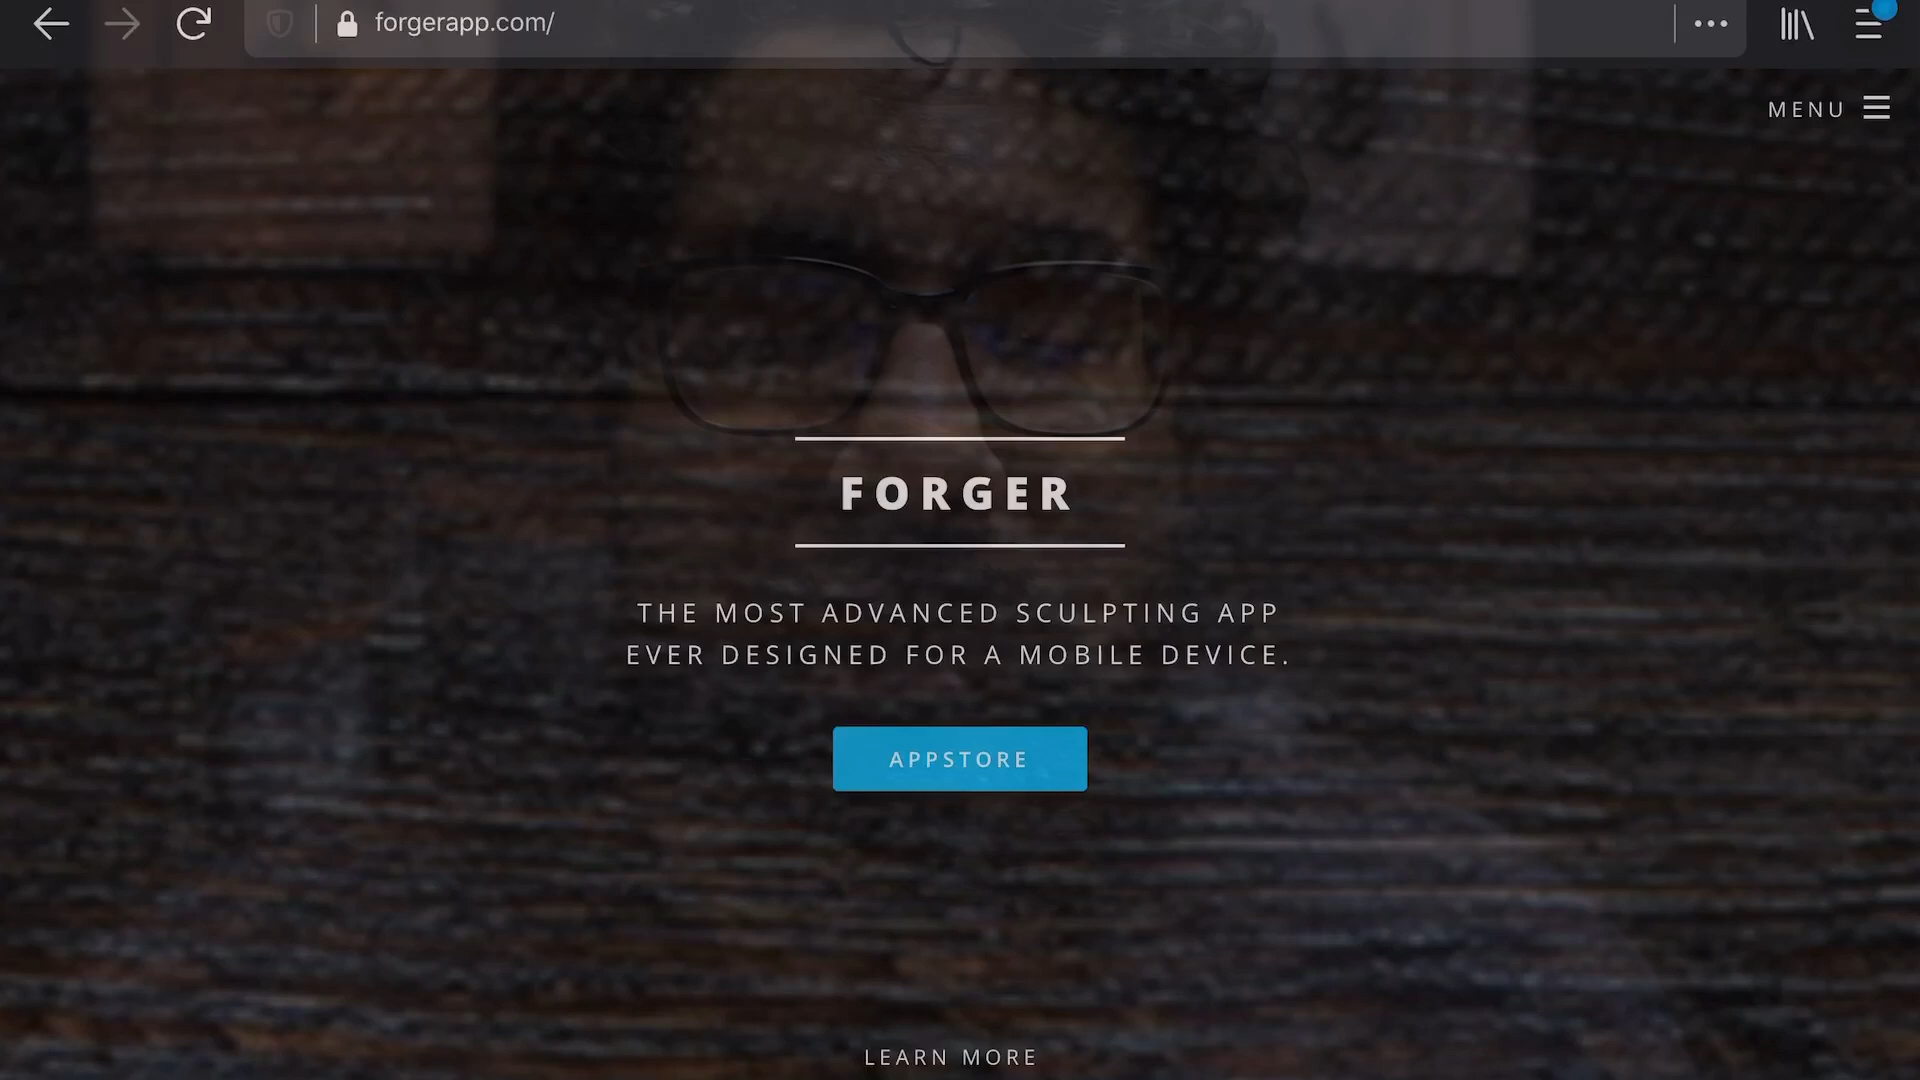 forgerapp.com/
MENU
FORGER
THE MOST ADVANCED SCULPTING APP
EVER DESIGNED FOR A MOBILE DEVICE.
APPSTORE
LEARN MORE